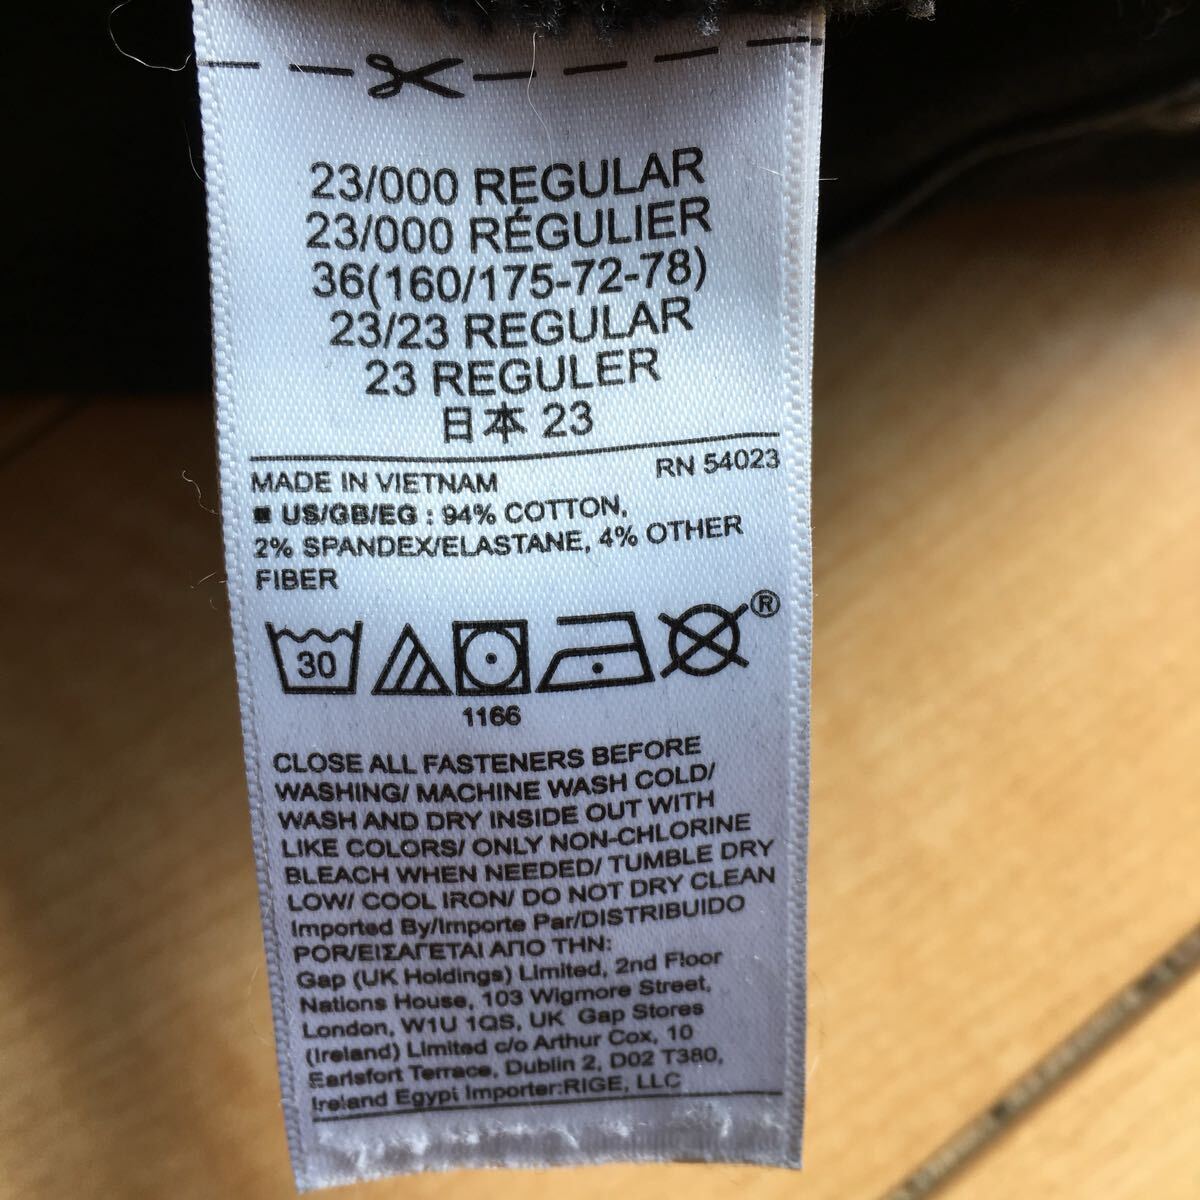 23/000 REGULAR
23/000 RÉGULIER
36(160/175-72-78)
23/23 REGULAR
23 REGULER
日本 23
MADE IN VIETNAM RN 54023
■ US/GB/EG : 94% COTTON,
2% SPANDEX/ELASTANE, 4% OTHER
FIBER
30 ®
1166
CLOSE ALL FASTENERS BEFORE
WASHING/ MACHINE WASH COLD/
WASH AND DRY INSIDE OUT WITH
LIKE COLORS/ ONLY NON-CHLORINE
BLEACH WHEN NEEDED/ TUMBLE DRY
LOW/ COOL IRON/ DO NOT DRY CLEAN
Imported By/Importe Par/DISTRIBUIDO
POR/ΕΙΣΑΓΕΤΑΙ ΑΠΟ ΤΗΝ:
Gap (UK Holdings) Limited, 2nd Floor
Nations House, 103 Wigmore Street,
London, W1U 1QS, UK Gap Stores
(Ireland) Limited c/o Arthur Cox, 10
Earlsfort Terrace, Dublin 2, D02 T380,
Ireland Egypt Importer:RIGE, LLC